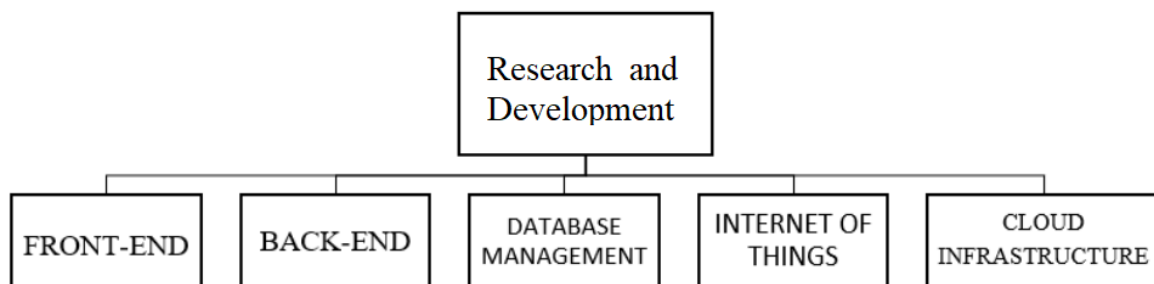 Research and
Development
FRONT-END
BACK-END
DATABASE
MANAGEMENT
INTERNET OF
THINGS
CLOUD
INFRASTRUCTURE